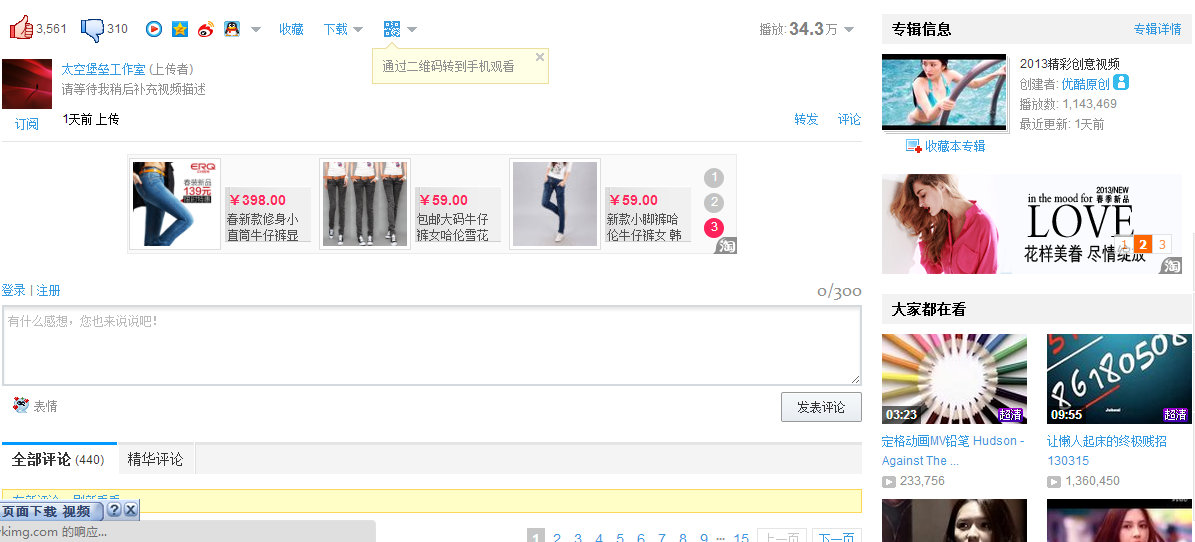 3,561 310 收藏 下载 播放: 34.3 万
通过二维码转到手机观看
太空堡垒工作室 (上传者)
请等待我稍后补充视频描述
订阅 1天前 上传 转发 评论
ERQ
春装新品
139元
￥398.00
春新款修身小
直筒牛仔裤显
￥59.00
包邮大码牛仔
裤女哈伦雪花
￥59.00
新款小脚裤哈
伦牛仔裤女 韩
1
2
3
淘
登录 | 注册 0/300
有什么感想，您也来说说吧！
表情 发表评论
全部评论 (440) 精华评论
页面下载 视频 ? X
kimg.com 的响应...
1 2 3 4 5 6 7 8 9 ... 15 上一页 下一页
专辑信息 专辑详情
2013精彩创意视频
创建者: 优酷原创
播放数: 1,143,469
最近更新: 1天前
收藏本专辑
2013/NEW
in the mood for 春季新品
LOVE
花样美眷 尽情绽放
1 2 3
淘
大家都在看
03:23 超清
定格动画MV铅笔 Hudson -
Against The ...
233,756
86180508
09:55 超清
让懒人起床的终极贱招
130315
1,360,450